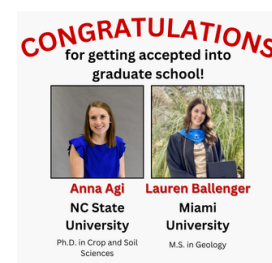 CONGRATULATIONS
for getting accepted into
graduate school!
Anna Agi
NC State
University
Ph.D. in Crop and Soil
Sciences
Lauren Ballenger
Miami
University
M.S. in Geology